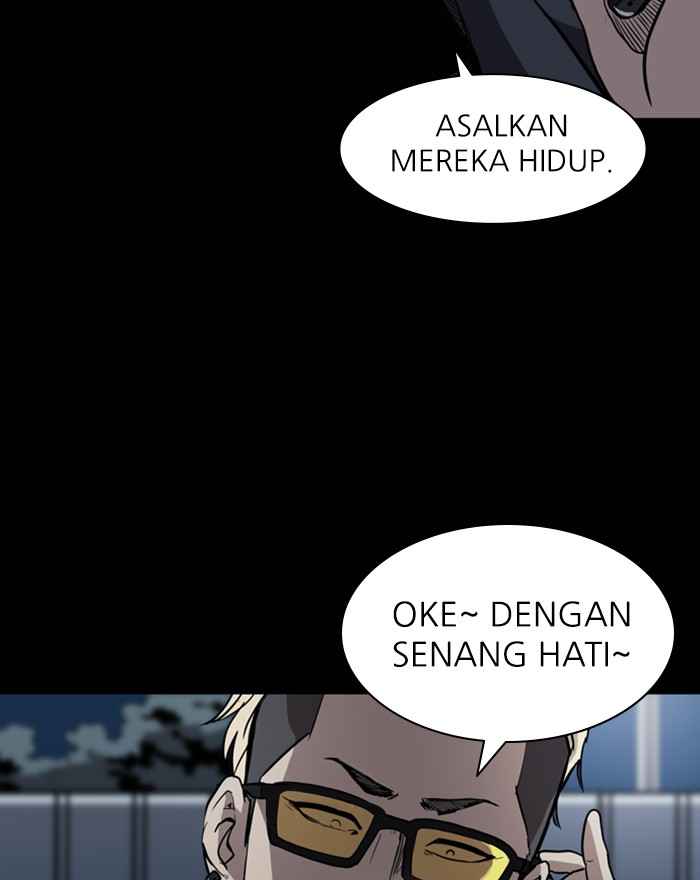 ASALKAN
MEREKA HIDUP.
OKE~ DENGAN
SENANG HATI~